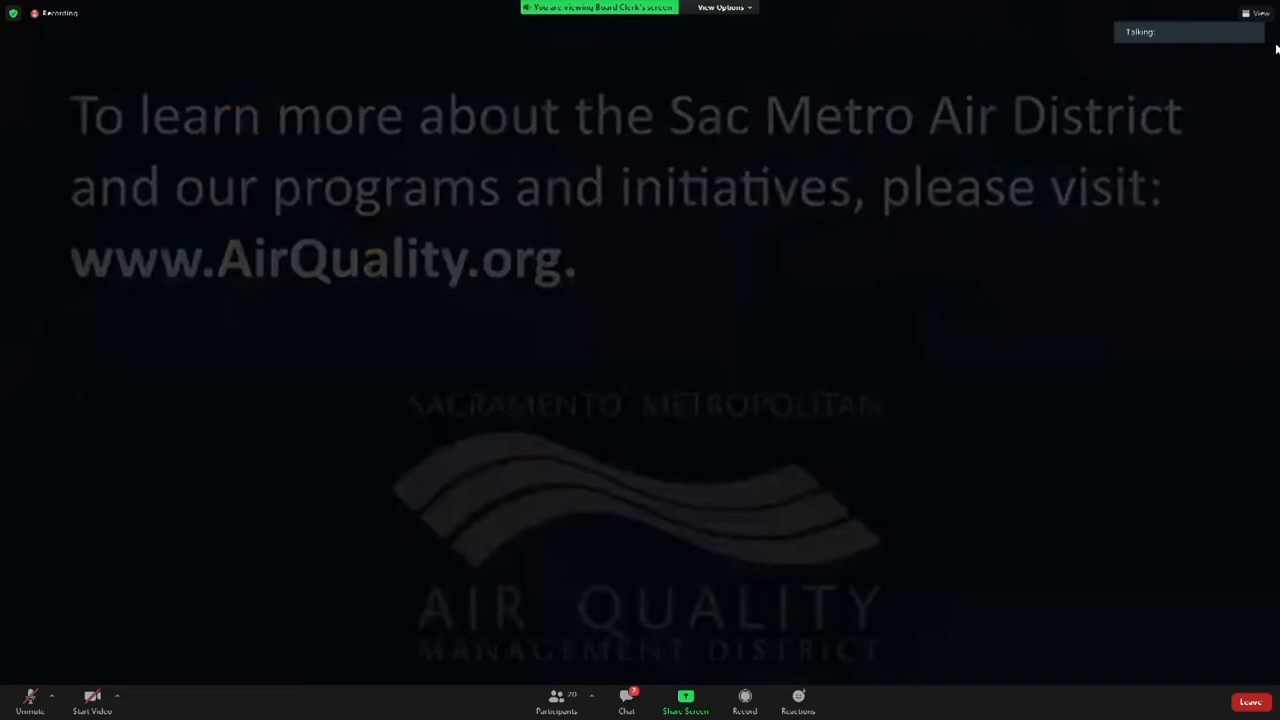 Recording
You are viewing Board Clerk's screen
View Options
View
Talking:
To learn more about the Sac Metro Air District
and our programs and initiatives, please visit:
www.AirQuality.org.
SACRAMENTO METROPOLITAN
AIR QUALITY
MANAGEMENT DISTRICT
Unmute
Start Video
Participants
20
Chat
Share Screen
Record
Reactions
Leave